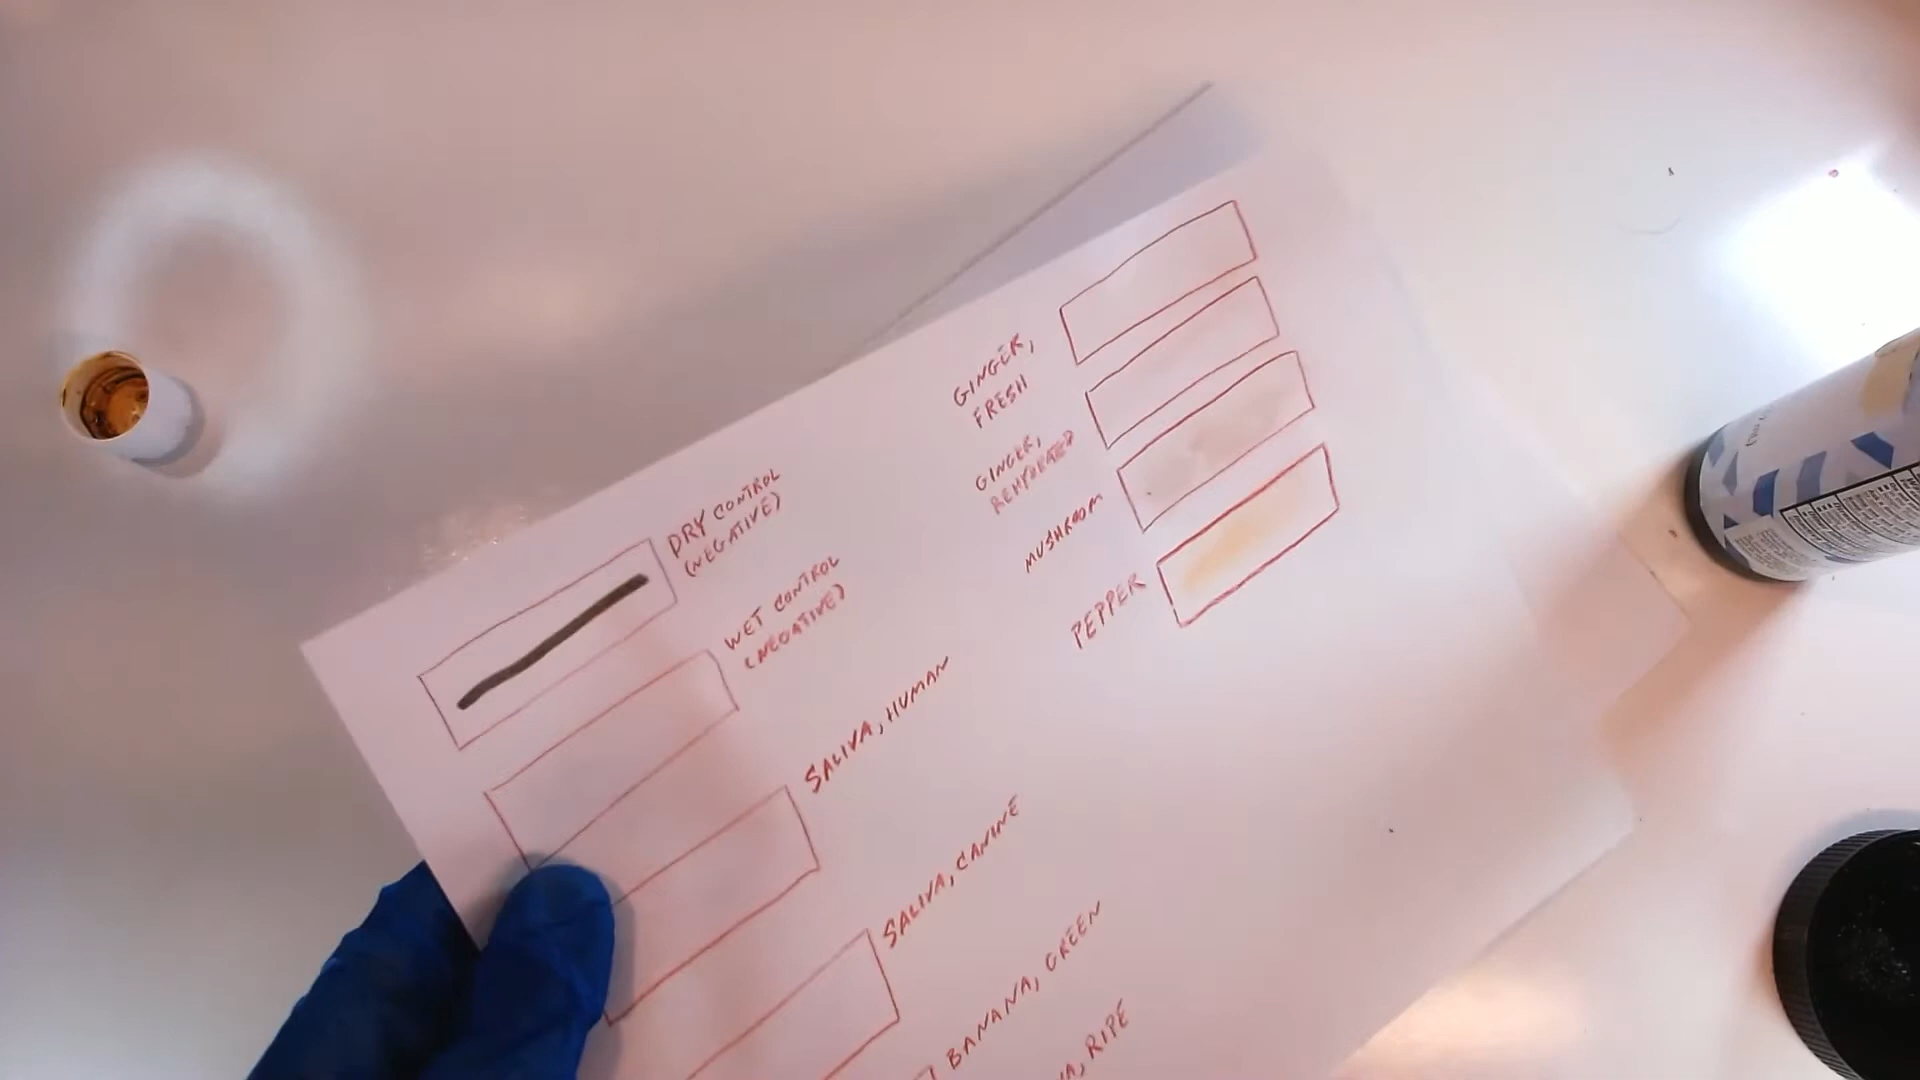 DRY CONTROL
(NEGATIVE)
WET CONTROL
(NEGATIVE)
SALIVA, HUMAN
SALIVA, CANINE
BANANA, GREEN
RIPE
GINGER,
FRESH
GINGER,
REHYDRATED
MUSHROOM
PEPPER